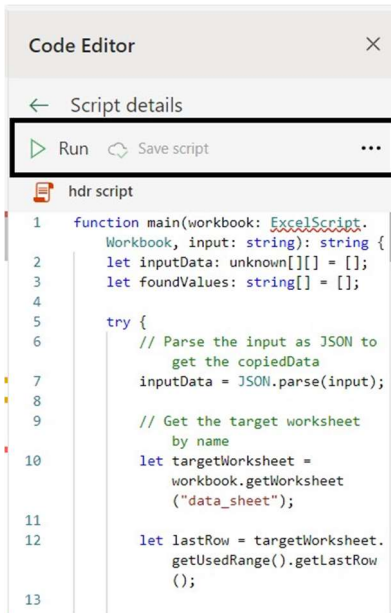 Code Editor
← Script details
Run Save script ...
hdr script
1 function main(workbook: ExcelScript.
Workbook, input: string): string {
2 let inputData: unknown[][] = [];
3 let foundValues: string[] = [];
4
5 try {
6 // Parse the input as JSON to
get the copiedData
7 inputData = JSON.parse(input);
8
9 // Get the target worksheet
by name
10 let targetWorksheet =
workbook.getWorksheet
("data_sheet");
11
12 let lastRow = targetWorksheet.
getUsedRange().getLastRow
();
13